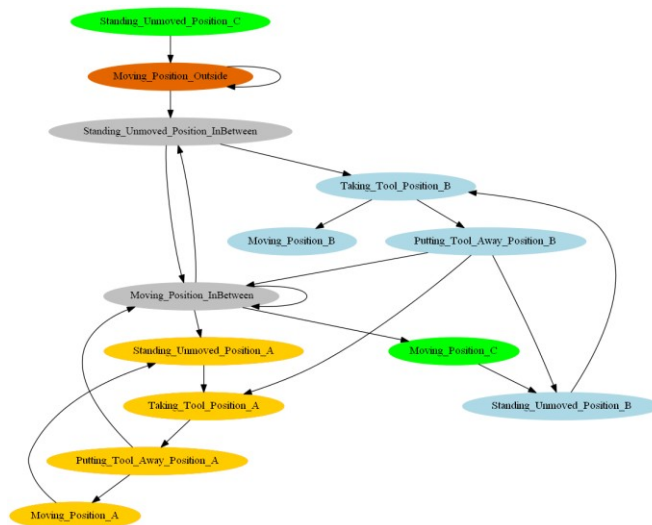 Standing_Unmoved_Position_C
Moving_Position_Outside
Standing_Unmoved_Position_InBetween
Taking_Tool_Position_B
Moving_Position_B
Putting_Tool_Away_Position_B
Moving_Position_InBetween
Standing_Unmoved_Position_A
Moving_Position_C
Taking_Tool_Position_A
Standing_Unmoved_Position_B
Putting_Tool_Away_Position_A
Moving_Position_A